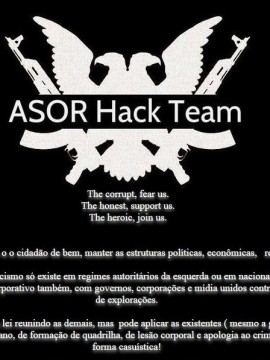 ASOR Hack Team
The corrupt, fear us.
The honest, support us.
The heroic, join us.
o o cidadão de bem, manter as estruturas políticas, econômicas,
cismo só existe em regimes autoritários da esquerda ou em naciona
rporativo também, com governos, corporações e mídia unidos contr
de explorações.
lei reunindo as demais, mas pode aplicar as existentes ( mesmo a
ano, de formação de quadrilha, de lesão corporal e apologia ao crim
forma casuística!